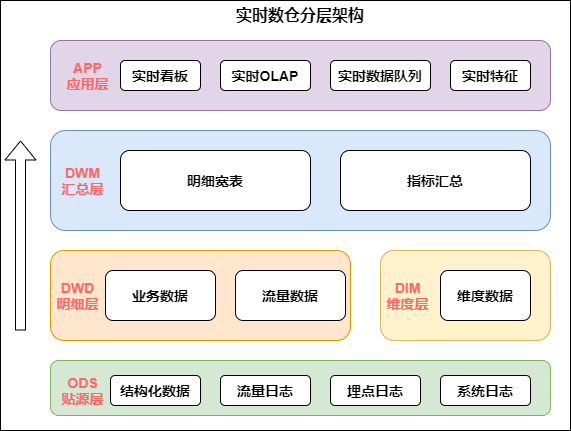 实时数仓分层架构
APP
应用层
实时看板
实时OLAP
实时数据队列
实时特征
DWM
汇总层
明细宽表
指标汇总
DWD
明细层
业务数据
流量数据
DIM
维度层
维度数据
ODS
贴源层
结构化数据
流量日志
埋点日志
系统日志